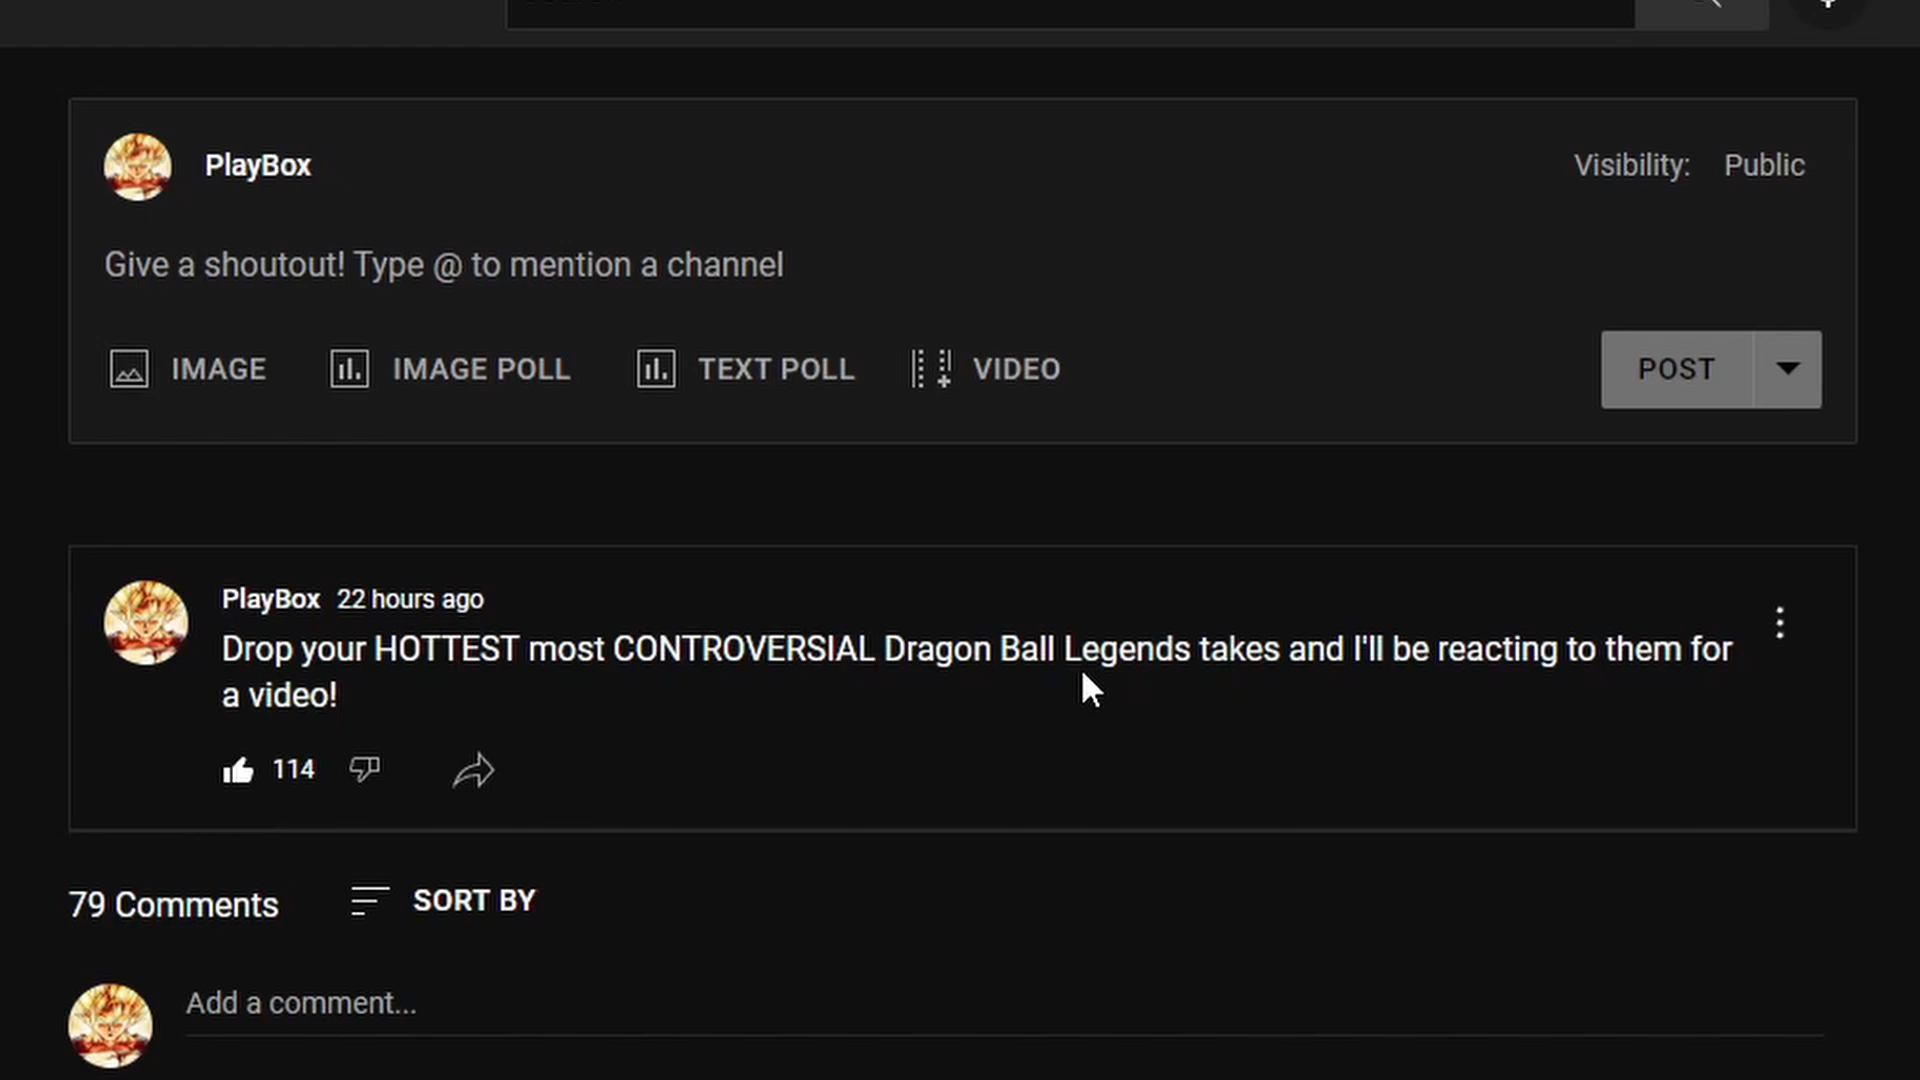 PlayBox
Visibility: Public
Give a shoutout! Type @ to mention a channel
IMAGE
IMAGE POLL
TEXT POLL
VIDEO
POST
PlayBox 22 hours ago
Drop your HOTTEST most CONTROVERSIAL Dragon Ball Legends takes and I'll be reacting to them for
a video!
114
79 Comments
SORT BY
Add a comment...